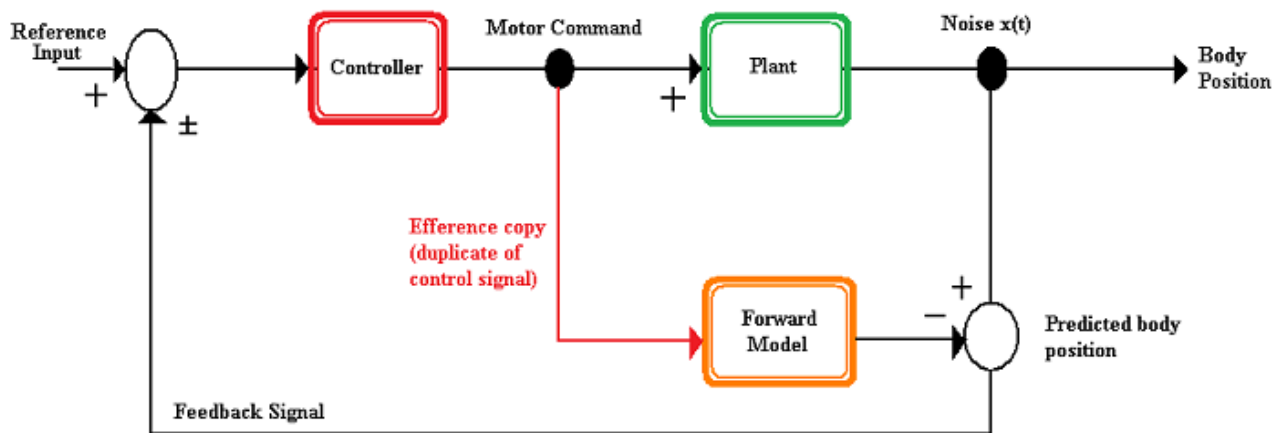 Reference
Input
+
±
Controller
Motor Command
+
Plant
Noise x(t)
Body
Position
Efference copy
(duplicate of
control signal)
Forward
Model
+
−
Predicted body
position
Feedback Signal